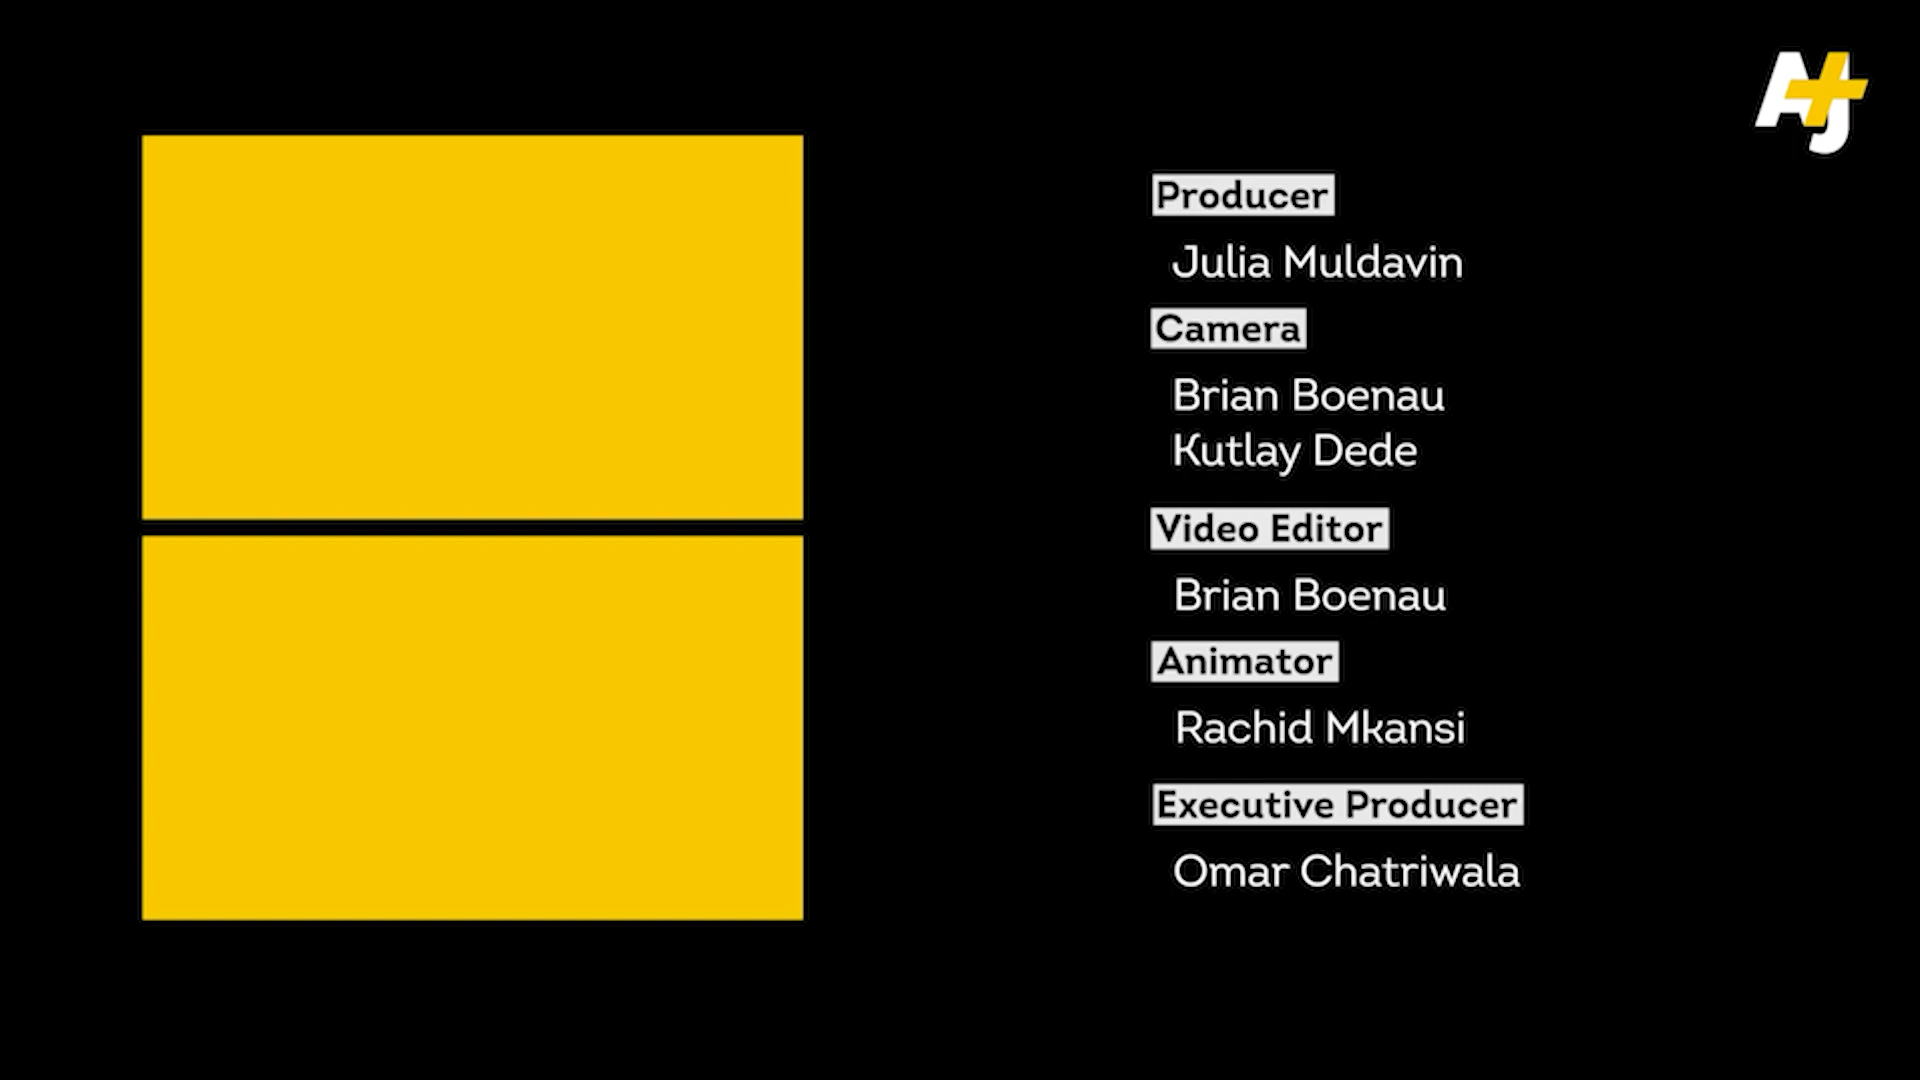 AJ+
Producer
Julia Muldavin
Camera
Brian Boenau
Kutlay Dede
Video Editor
Brian Boenau
Animator
Rachid Mkansi
Executive Producer
Omar Chatriwala